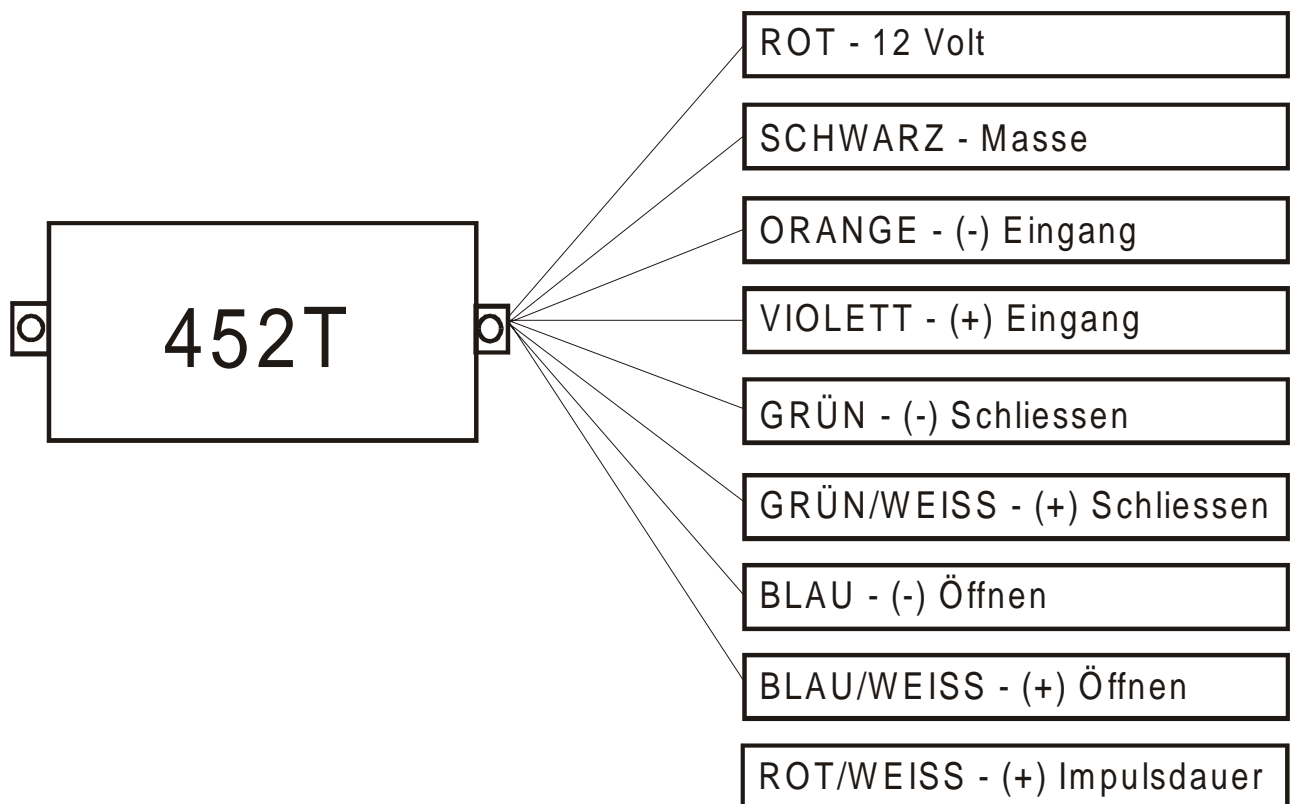 ROT - 12 Volt
SCHWARZ - Masse
ORANGE - (-) Eingang
VIOLETT - (+) Eingang
452T
GRÜN - (-) Schliessen
GRÜN/WEISS - (+) Schliessen
BLAU - (-) Öffnen
BLAU/WEISS - (+) Öffnen
ROT/WEISS - (+) Impulsdauer